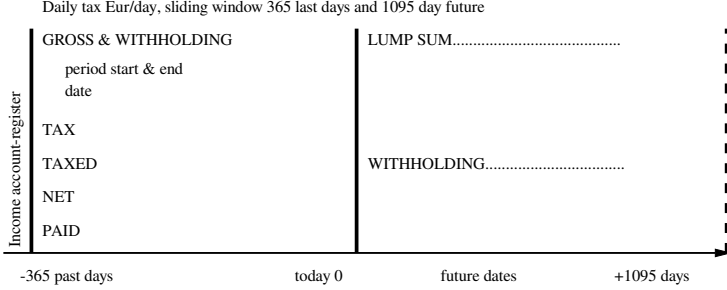 Daily tax Eur/day, sliding window 365 last days and 1095 day future
GROSS & WITHHOLDING
LUMP SUM..........................................
period start & end
date
TAX
TAXED
WITHHOLDING...................................
NET
PAID
Income account-register
-365 past days
today 0
future dates
+1095 days